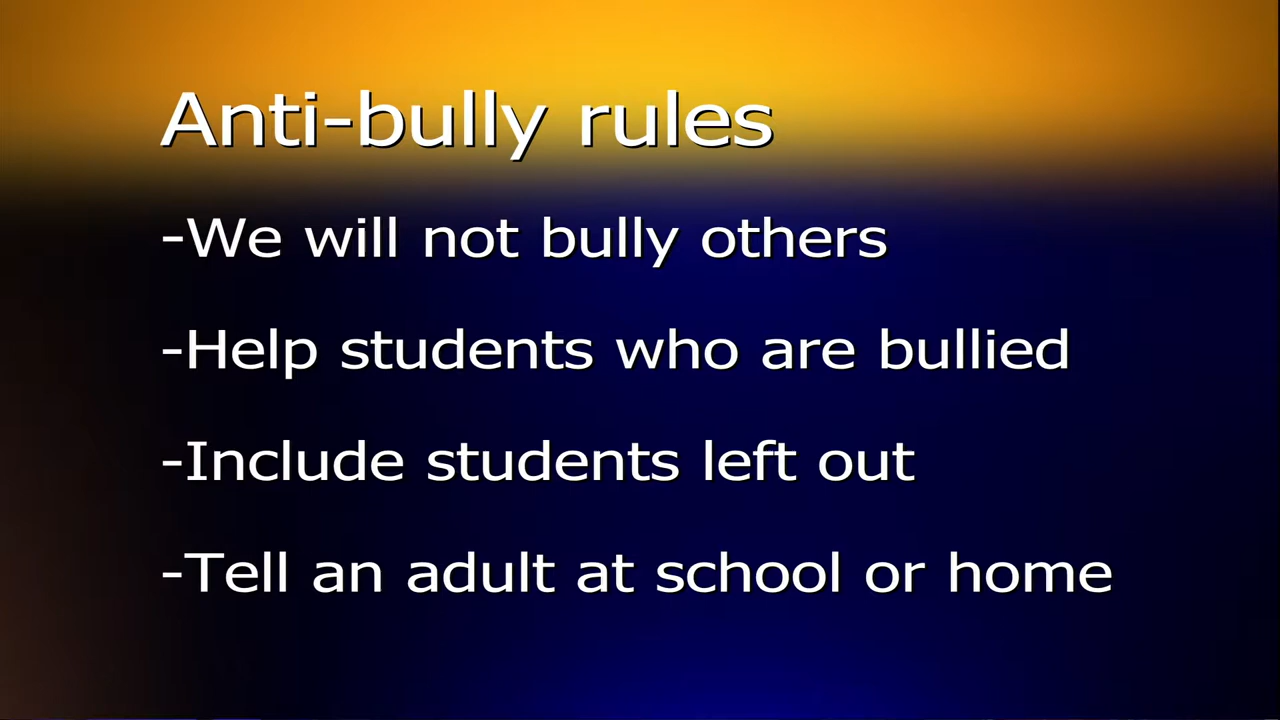 Anti-bully rules
-We will not bully others
-Help students who are bullied
-Include students left out
-Tell an adult at school or home